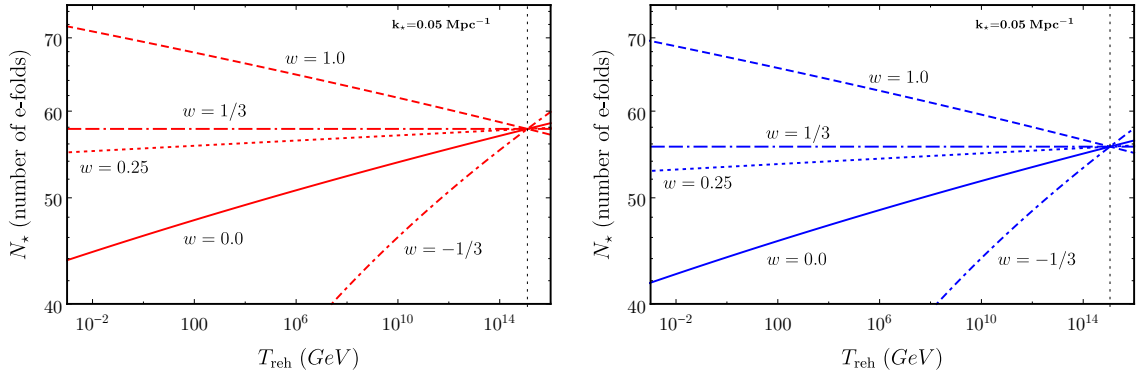 k⋆=0.05 Mpc⁻¹
N⋆ (number of e-folds)
70
60
50
40
w = 1.0
w = 1/3
w = 0.25
w = 0.0
w = −1/3
10⁻² 100 10⁶ 10¹⁰ 10¹⁴
T_reh (GeV)
k⋆=0.05 Mpc⁻¹
N⋆ (number of e-folds)
70
60
50
40
w = 1.0
w = 1/3
w = 0.25
w = 0.0
w = −1/3
10⁻² 100 10⁶ 10¹⁰ 10¹⁴
T_reh (GeV)